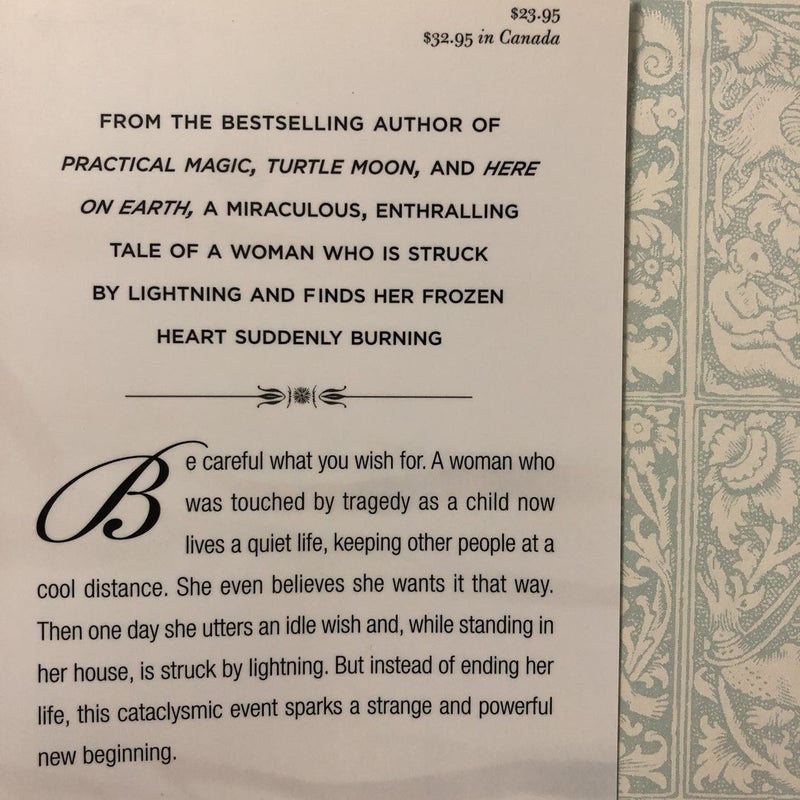 $23.95
$32.95 in Canada
FROM THE BESTSELLING AUTHOR OF
PRACTICAL MAGIC, TURTLE MOON, AND HERE
ON EARTH, A MIRACULOUS, ENTHRALLING
TALE OF A WOMAN WHO IS STRUCK
BY LIGHTNING AND FINDS HER FROZEN
HEART SUDDENLY BURNING
Be careful what you wish for. A woman who
was touched by tragedy as a child now
lives a quiet life, keeping other people at a
cool distance. She even believes she wants it that way.
Then one day she utters an idle wish and, while standing in
her house, is struck by lightning. But instead of ending her
life, this cataclysmic event sparks a strange and powerful
new beginning.